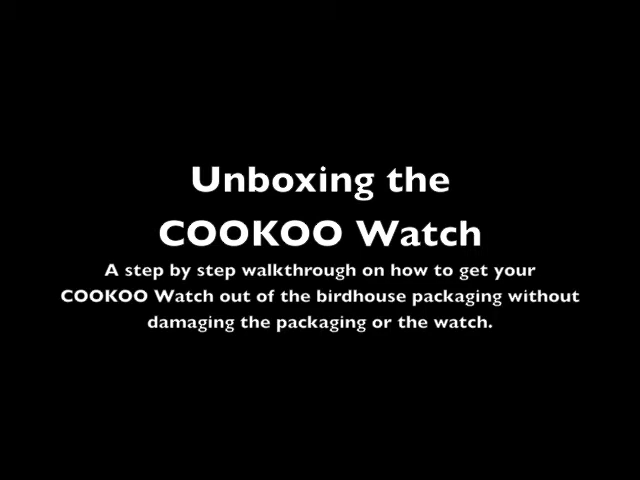 Unboxing the
COOKOO Watch
A step by step walkthrough on how to get your
COOKOO Watch out of the birdhouse packaging without
damaging the packaging or the watch.